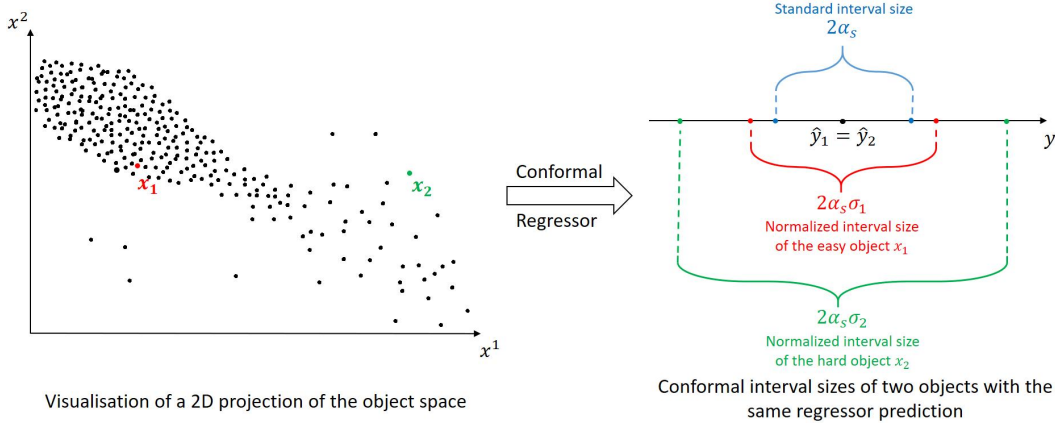 x²
x₁
x₂
x¹
Visualisation of a 2D projection of the object space
Conformal
Regressor
Standard interval size
2αₛ
ŷ₁ = ŷ₂
y
2αₛσ₁
Normalized interval size
of the easy object x₁
2αₛσ₂
Normalized interval size
of the hard object x₂
Conformal interval sizes of two objects with the
same regressor prediction